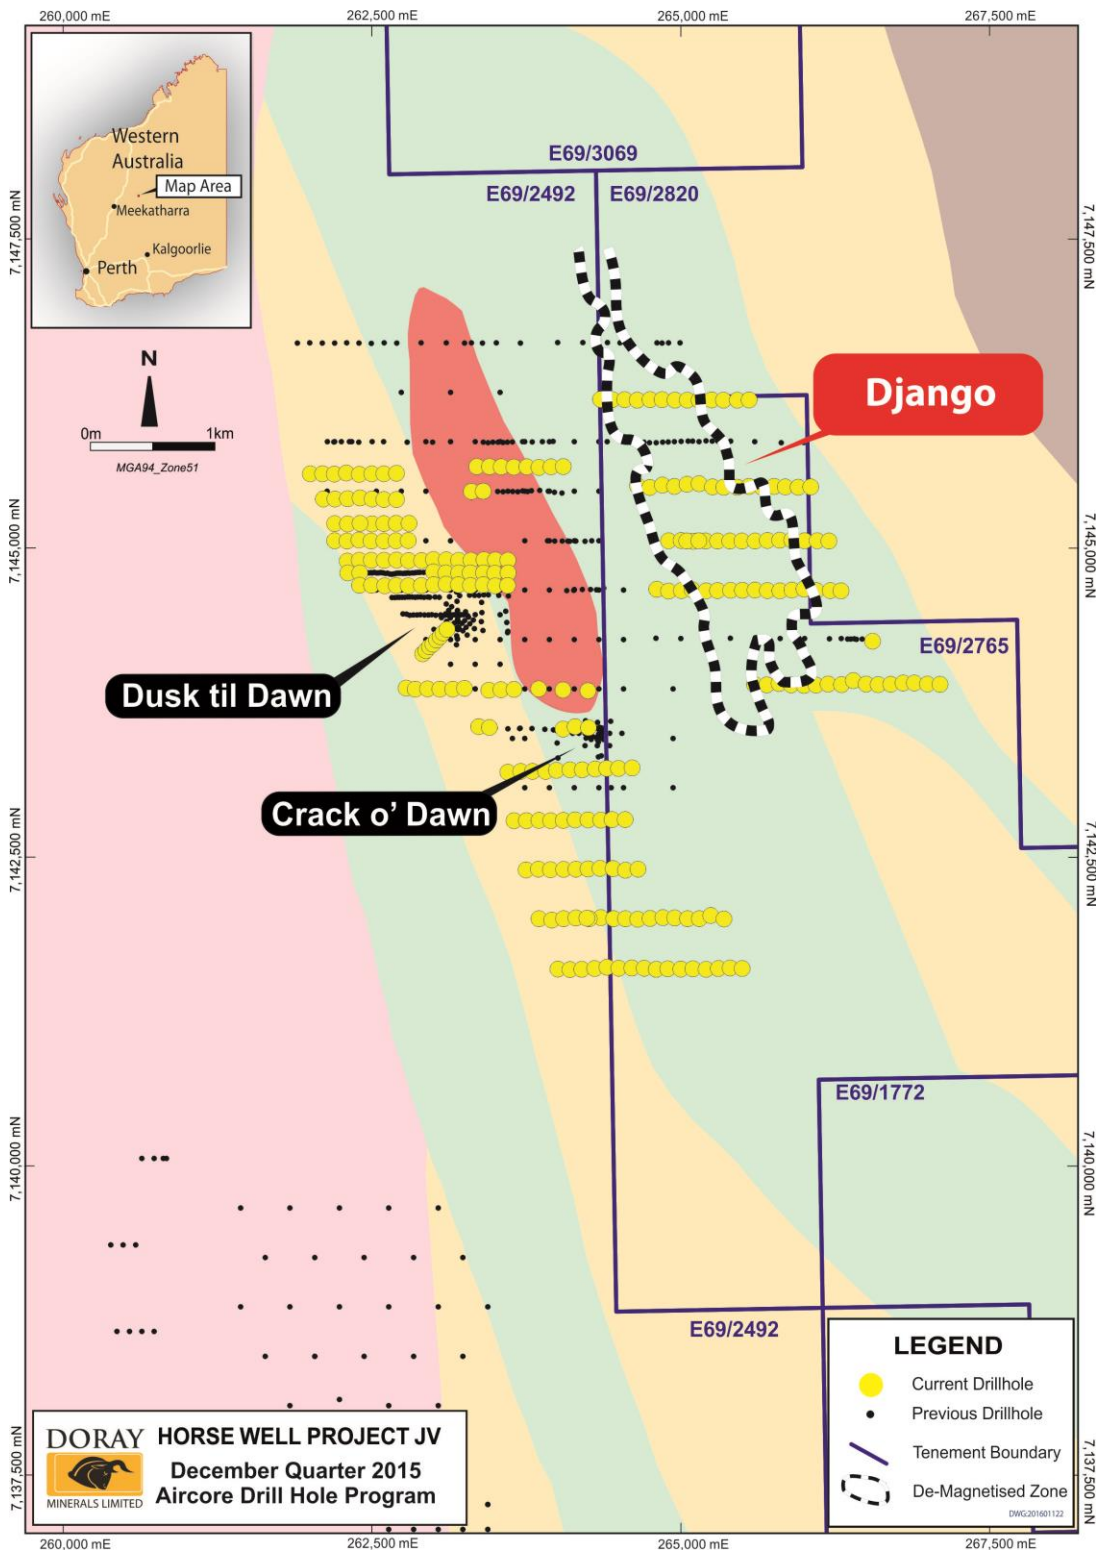 260,000 mE
262,500 mE
265,000 mE
267,500 mE
Western
Australia
Map Area
Meekatharra
Kalgoorlie
Perth
E69/3069
E69/2492
E69/2820
7,147,500 mN
7,147,500 mN
N
0m
1km
MGA94_Zone51
Django
7,145,000 mN
7,145,000 mN
E69/2765
Dusk til Dawn
Crack o’ Dawn
7,142,500 mN
7,142,500 mN
E69/1772
7,140,000 mN
7,140,000 mN
E69/2492
LEGEND
Current Drillhole
Previous Drillhole
Tenement Boundary
De-Magnetised Zone
DWG:201601122
DORAY
MINERALS LIMITED
HORSE WELL PROJECT JV
December Quarter 2015
Aircore Drill Hole Program
7,137,500 mN
7,137,500 mN
260,000 mE
262,500 mE
265,000 mE
267,500 mE